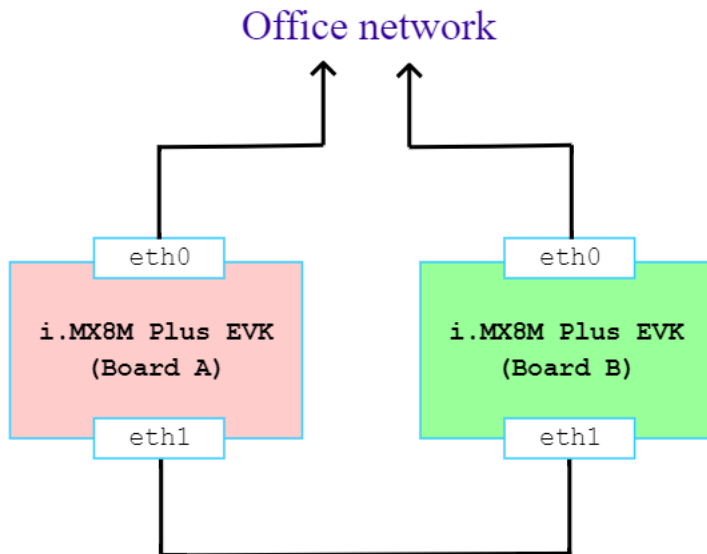 Office network
eth0
eth0
i.MX8M Plus EVK
(Board A)
i.MX8M Plus EVK
(Board B)
eth1
eth1